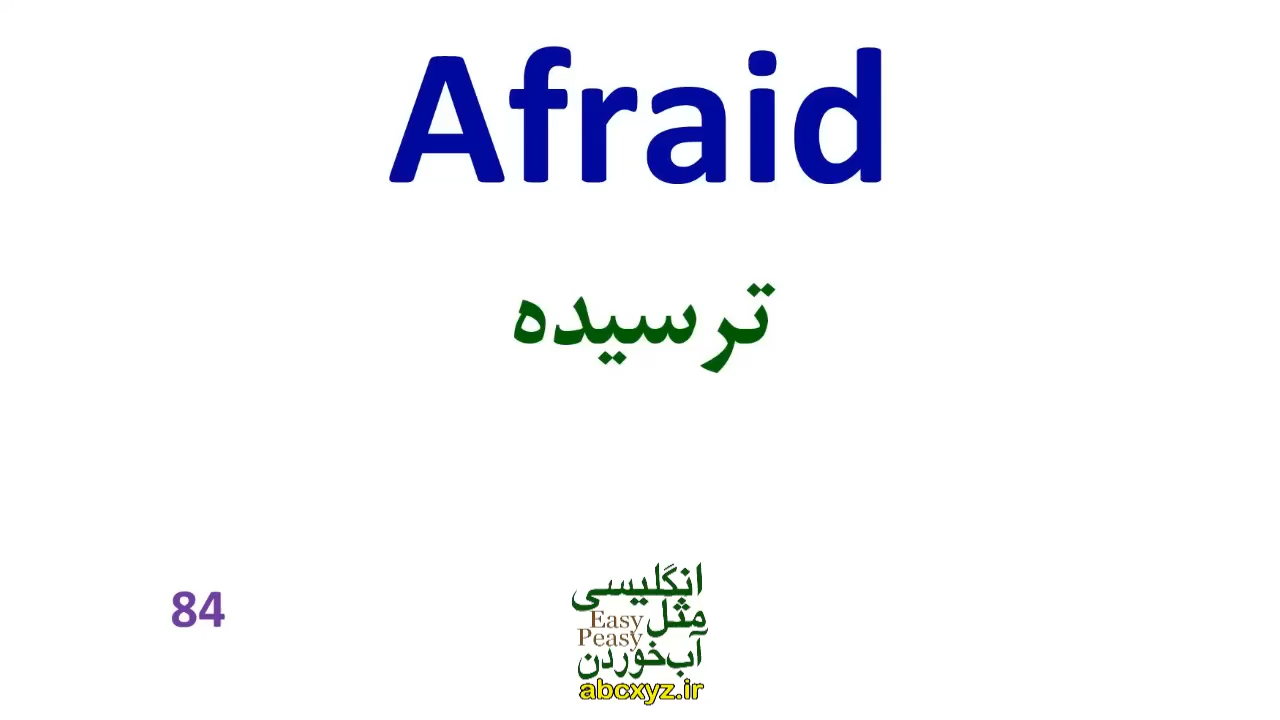 Afraid
ترسیده
84
انگلیسی
مثل
Easy
Peasy
آب‌خوردن
abcxyz.ir